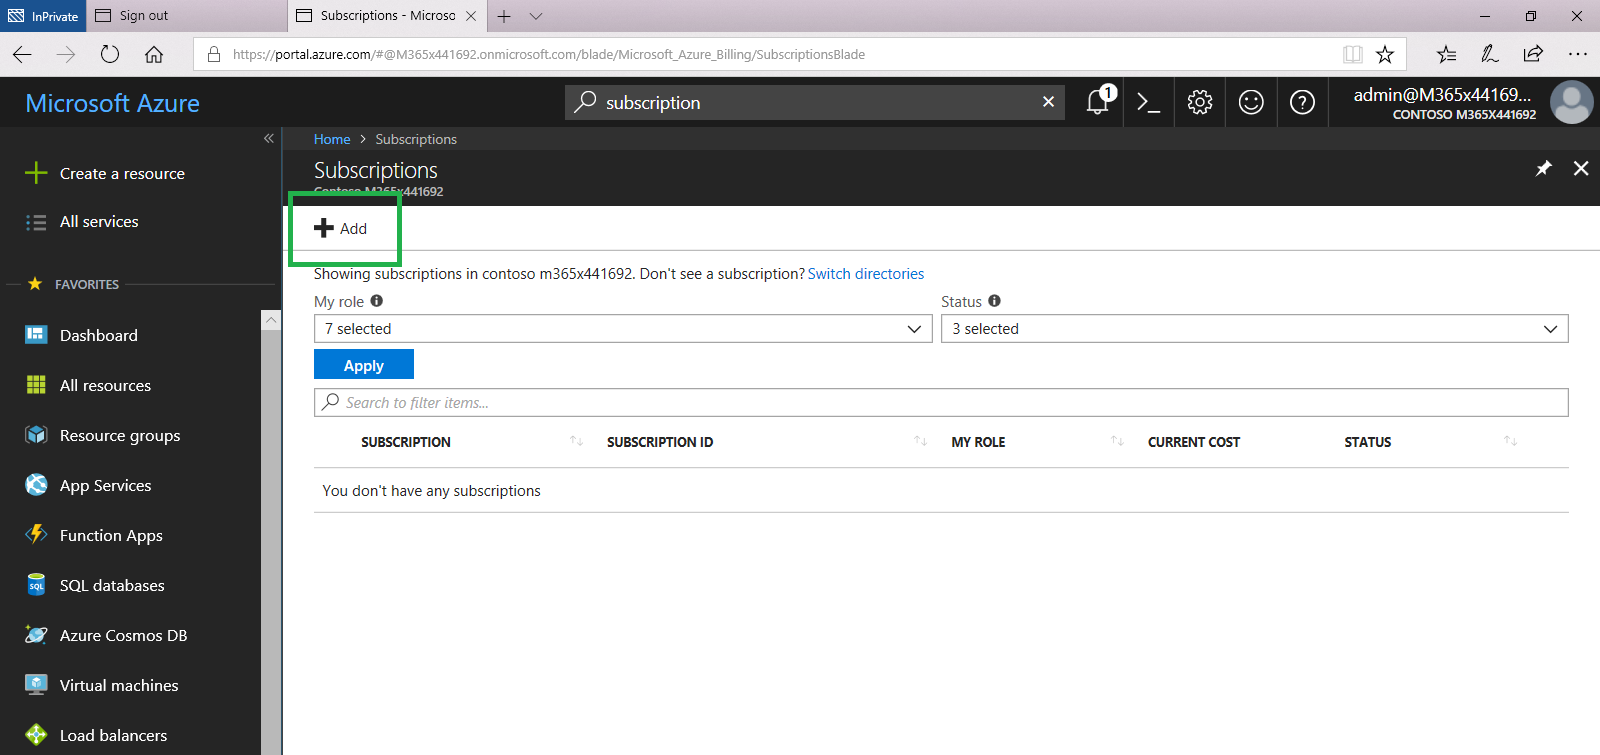 InPrivate
Sign out
Subscriptions - Microso
https://portal.azure.com/#@M365x441692.onmicrosoft.com/blade/Microsoft_Azure_Billing/SubscriptionsBlade
Microsoft Azure
subscription
1
admin@M365x44169...
CONTOSO M365X441692
Create a resource
All services
FAVORITES
Dashboard
All resources
Resource groups
App Services
Function Apps
SQL
SQL databases
Azure Cosmos DB
Virtual machines
Load balancers
Home > Subscriptions
Subscriptions
Contoso M365x441692
Add
Showing subscriptions in contoso m365x441692. Don't see a subscription? Switch directories
My role
Status
7 selected
3 selected
Apply
Search to filter items...
SUBSCRIPTION SUBSCRIPTION ID MY ROLE CURRENT COST STATUS
You don't have any subscriptions